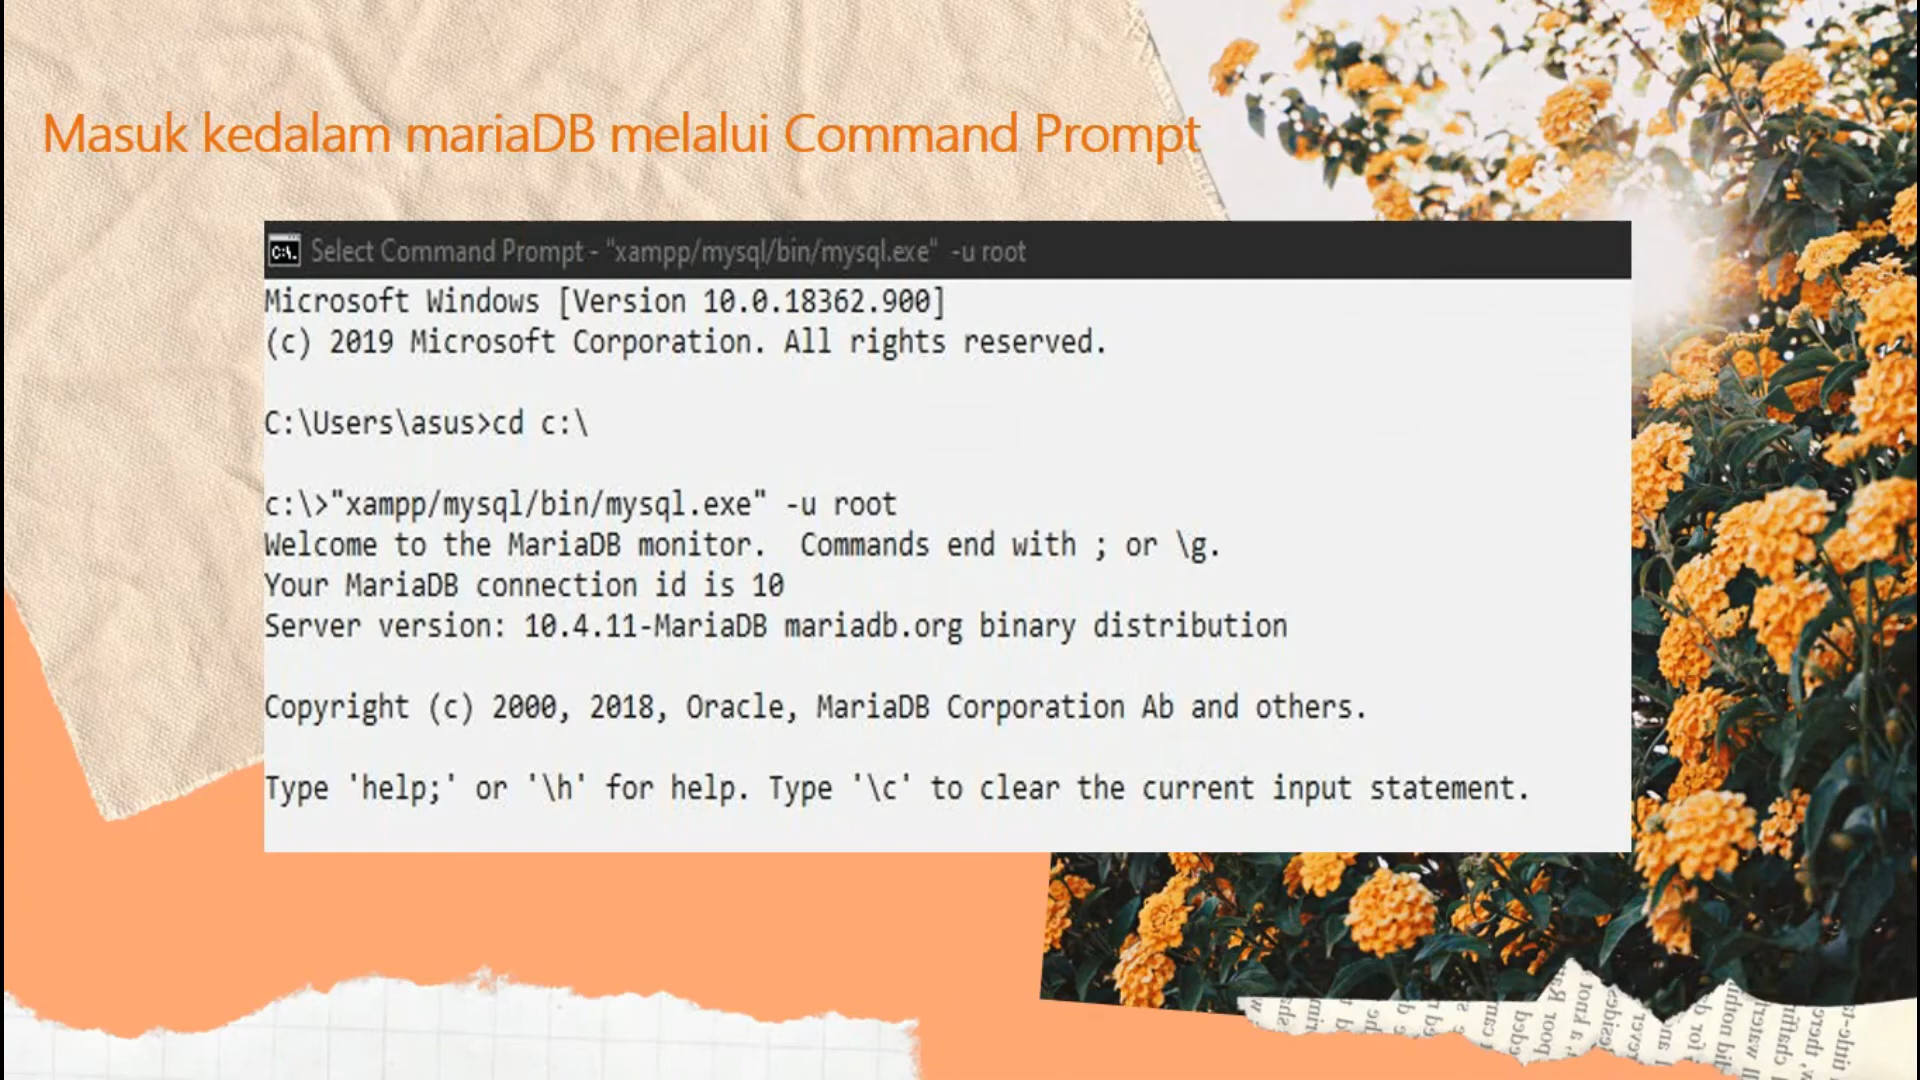 Masuk kedalam mariaDB melalui Command Prompt
Select Command Prompt - "xampp/mysql/bin/mysql.exe" -u root
Microsoft Windows [Version 10.0.18362.900]
(c) 2019 Microsoft Corporation. All rights reserved.
C:\Users\asus>cd c:\
c:\>"xampp/mysql/bin/mysql.exe" -u root
Welcome to the MariaDB monitor.  Commands end with ; or \g.
Your MariaDB connection id is 10
Server version: 10.4.11-MariaDB mariadb.org binary distribution
Copyright (c) 2000, 2018, Oracle, MariaDB Corporation Ab and others.
Type 'help;' or '\h' for help. Type '\c' to clear the current input statement.